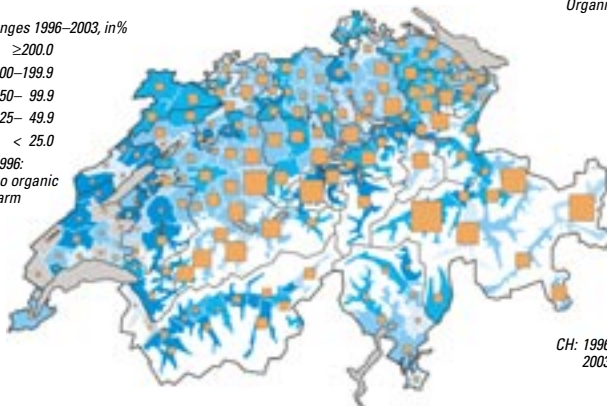 Organi
nges 1996–2003, in%
≥200.0
00–199.9
50– 99.9
25– 49.9
< 25.0
996:
o organic
arm
CH: 1996
2003